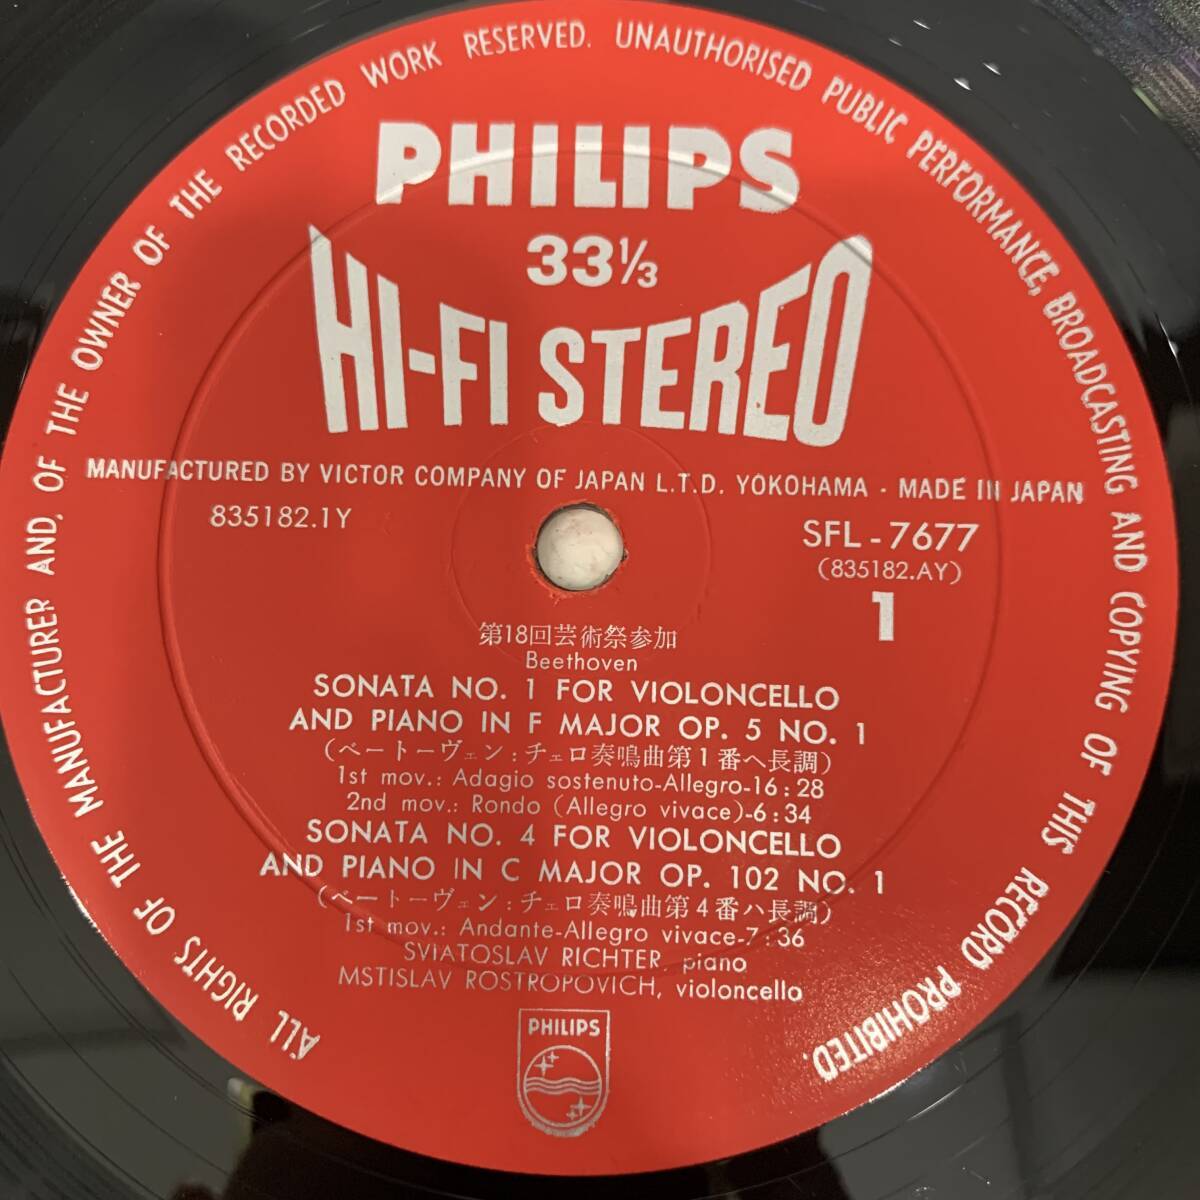 ALL RIGHTS OF THE MANUFACTURER AND, OF THE OWNER OF THE RECORDED WORK RESERVED. UNAUTHORISED PUBLIC PERFORMANCE, BROADCASTING AND COPYING OF THIS RECORD PROHIBITED.
PHILIPS
33⅓
HI-FI STEREO
MANUFACTURED BY VICTOR COMPANY OF JAPAN L.T.D. YOKOHAMA - MADE IN JAPAN
835182.1Y
SFL-7677
(835182.AY)
1
第18回芸術祭参加
Beethoven
SONATA NO. 1 FOR VIOLONCELLO
AND PIANO IN F MAJOR OP. 5 NO. 1
(ベートーヴェン:チェロ奏鳴曲第1番ヘ長調)
1st mov.: Adagio sostenuto-Allegro-16:28
2nd mov.: Rondo (Allegro vivace)-6:34
SONATA NO. 4 FOR VIOLONCELLO
AND PIANO IN C MAJOR OP. 102 NO. 1
(ベートーヴェン:チェロ奏鳴曲第4番ハ長調)
1st mov.: Andante-Allegro vivace-7:36
SVIATOSLAV RICHTER, piano
MSTISLAV ROSTROPOVICH, violoncello
PHILIPS